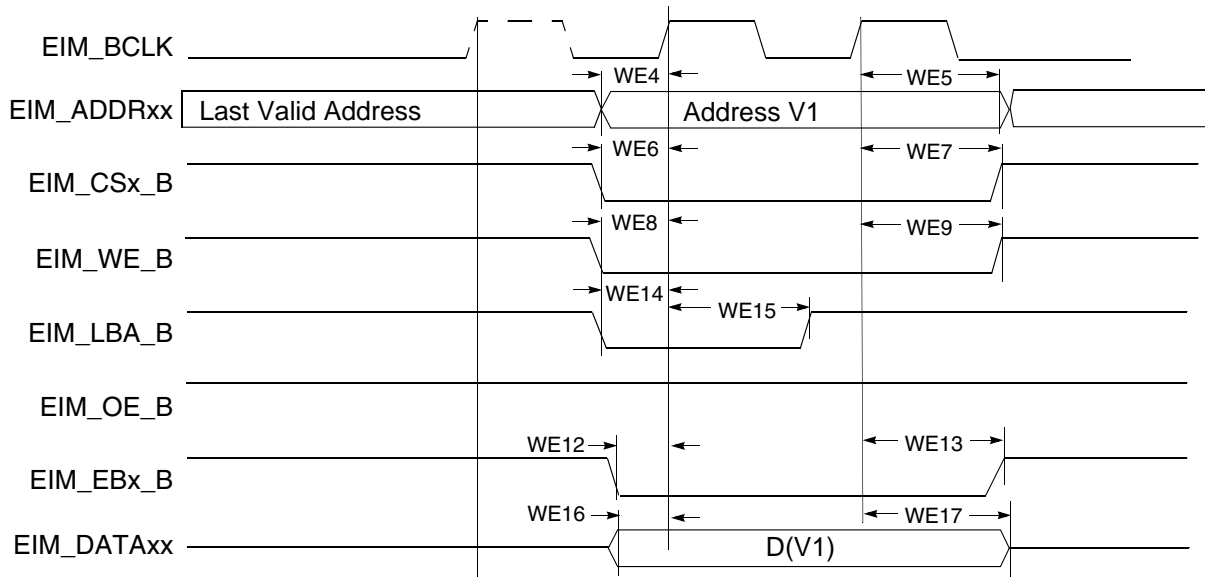 EIM_BCLK
WE4
WE5
EIM_ADDRxx
Last Valid Address
Address V1
WE6
WE7
EIM_CSx_B
WE8
WE9
EIM_WE_B
WE14
WE15
EIM_LBA_B
EIM_OE_B
WE12
WE13
EIM_EBx_B
WE16
WE17
EIM_DATAxx
D(V1)